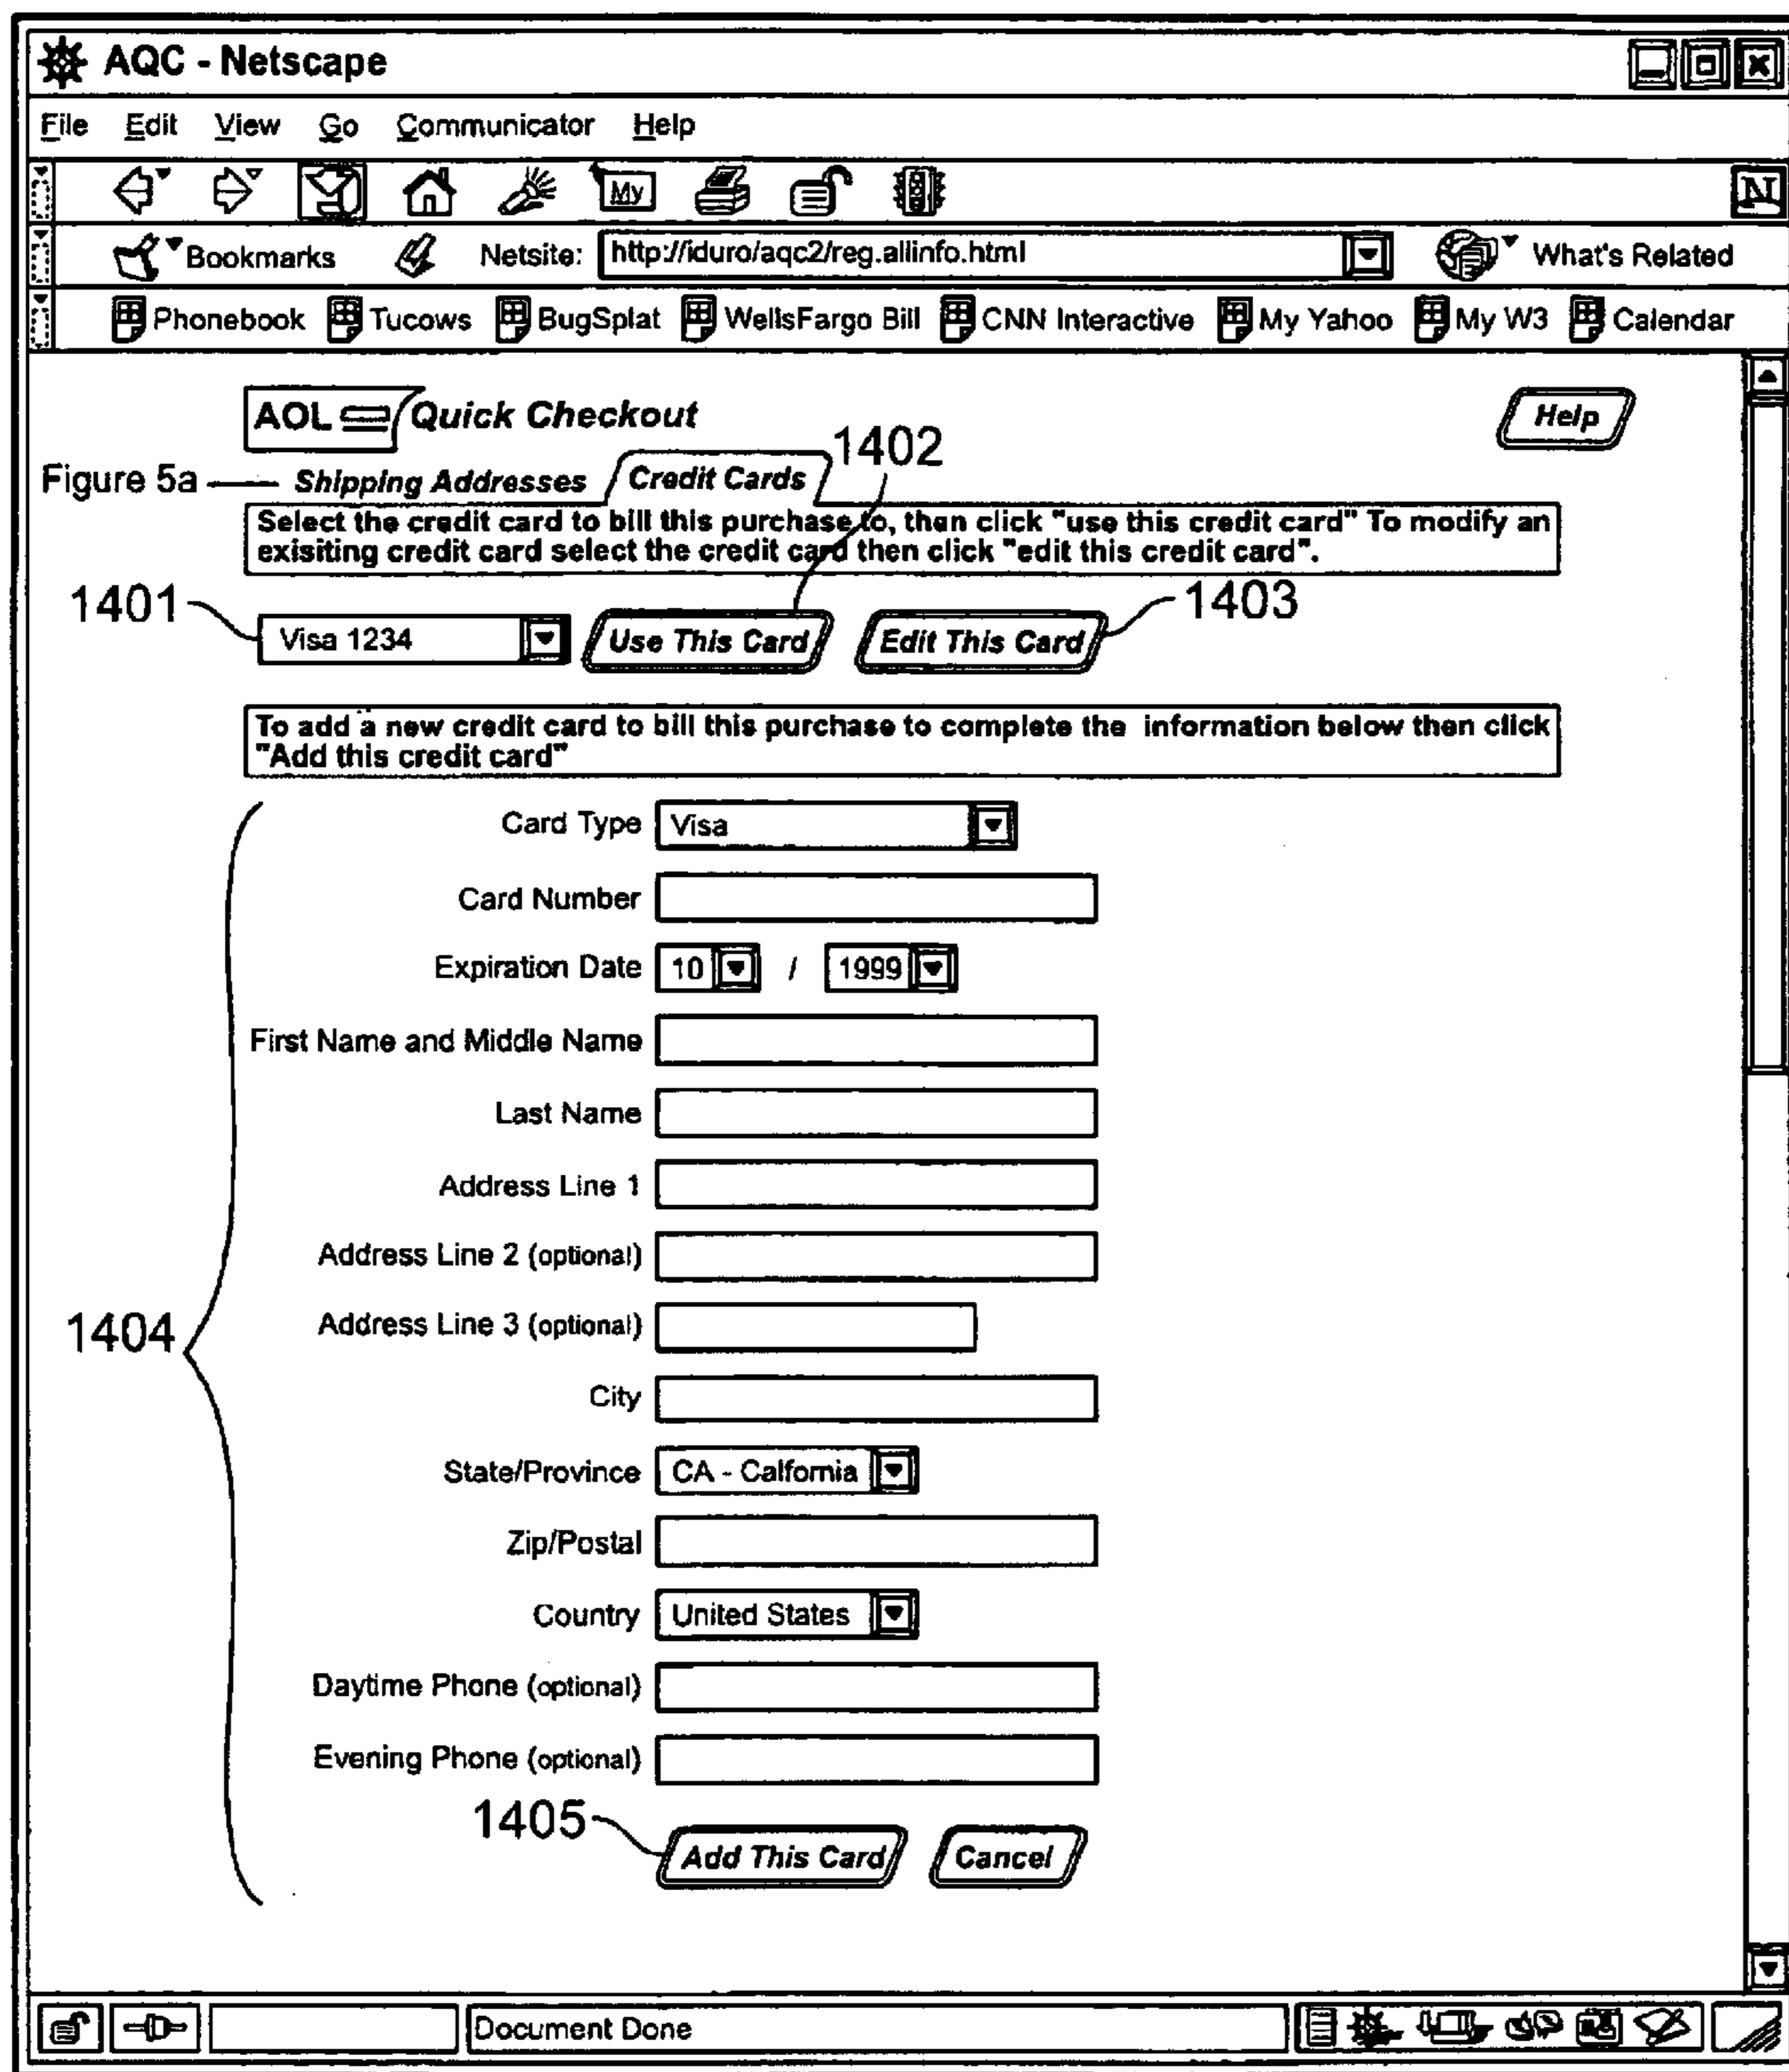 AQC - Netscape
File Edit View Go Communicator Help
My
N
Bookmarks Netsite: http://iduro/aqc2/reg.allinfo.html What's Related
Phonebook Tucows BugSplat WellsFargo Bill CNN Interactive My Yahoo My W3 Calendar
AOL Quick Checkout Help
1402
Figure 5a Shipping Addresses Credit Cards
Select the credit card to bill this purchase to, then click "use this credit card" To modify an
exisiting credit card select the credit card then click "edit this credit card".
1401 1403
Visa 1234 Use This Card Edit This Card
To add a new credit card to bill this purchase to complete the information below then click
"Add this credit card"
Card Type Visa
Card Number
Expiration Date 10 / 1999
First Name and Middle Name
Last Name
Address Line 1
Address Line 2 (optional)
1404 Address Line 3 (optional)
City
State/Province CA - Calfornia
Zip/Postal
Country United States
Daytime Phone (optional)
Evening Phone (optional)
1405
Add This Card Cancel
Document Done